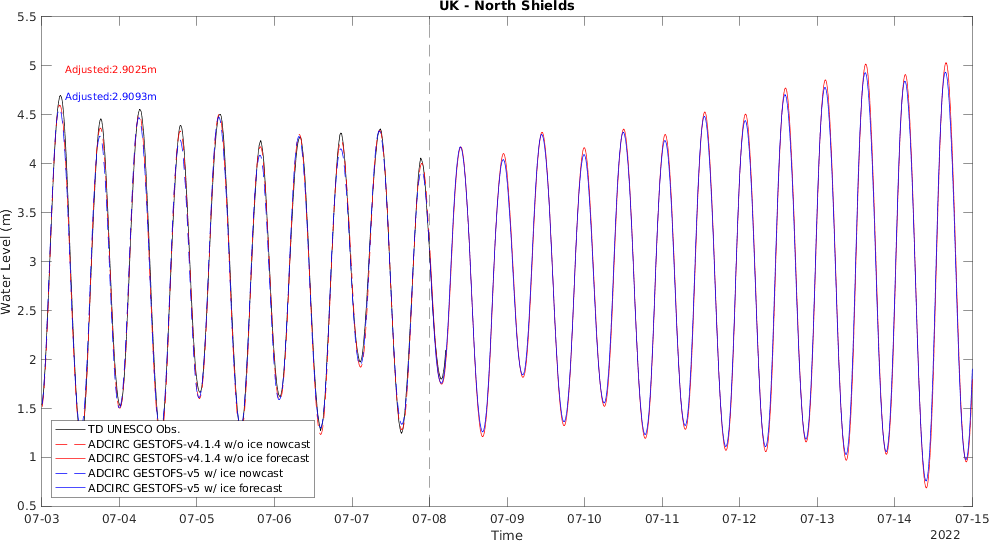 UK - North Shields
5.5
5
4.5
4
3.5
3
2.5
2
1.5
1
0.5
Water Level (m)
Adjusted:2.9025m
Adjusted:2.9093m
TD UNESCO Obs.
ADCIRC GESTOFS-v4.1.4 w/o ice nowcast
ADCIRC GESTOFS-v4.1.4 w/o ice forecast
ADCIRC GESTOFS-v5 w/ ice nowcast
ADCIRC GESTOFS-v5 w/ ice forecast
07-03 07-04 07-05 07-06 07-07 07-08 07-09 07-10 07-11 07-12 07-13 07-14 07-15
Time
2022